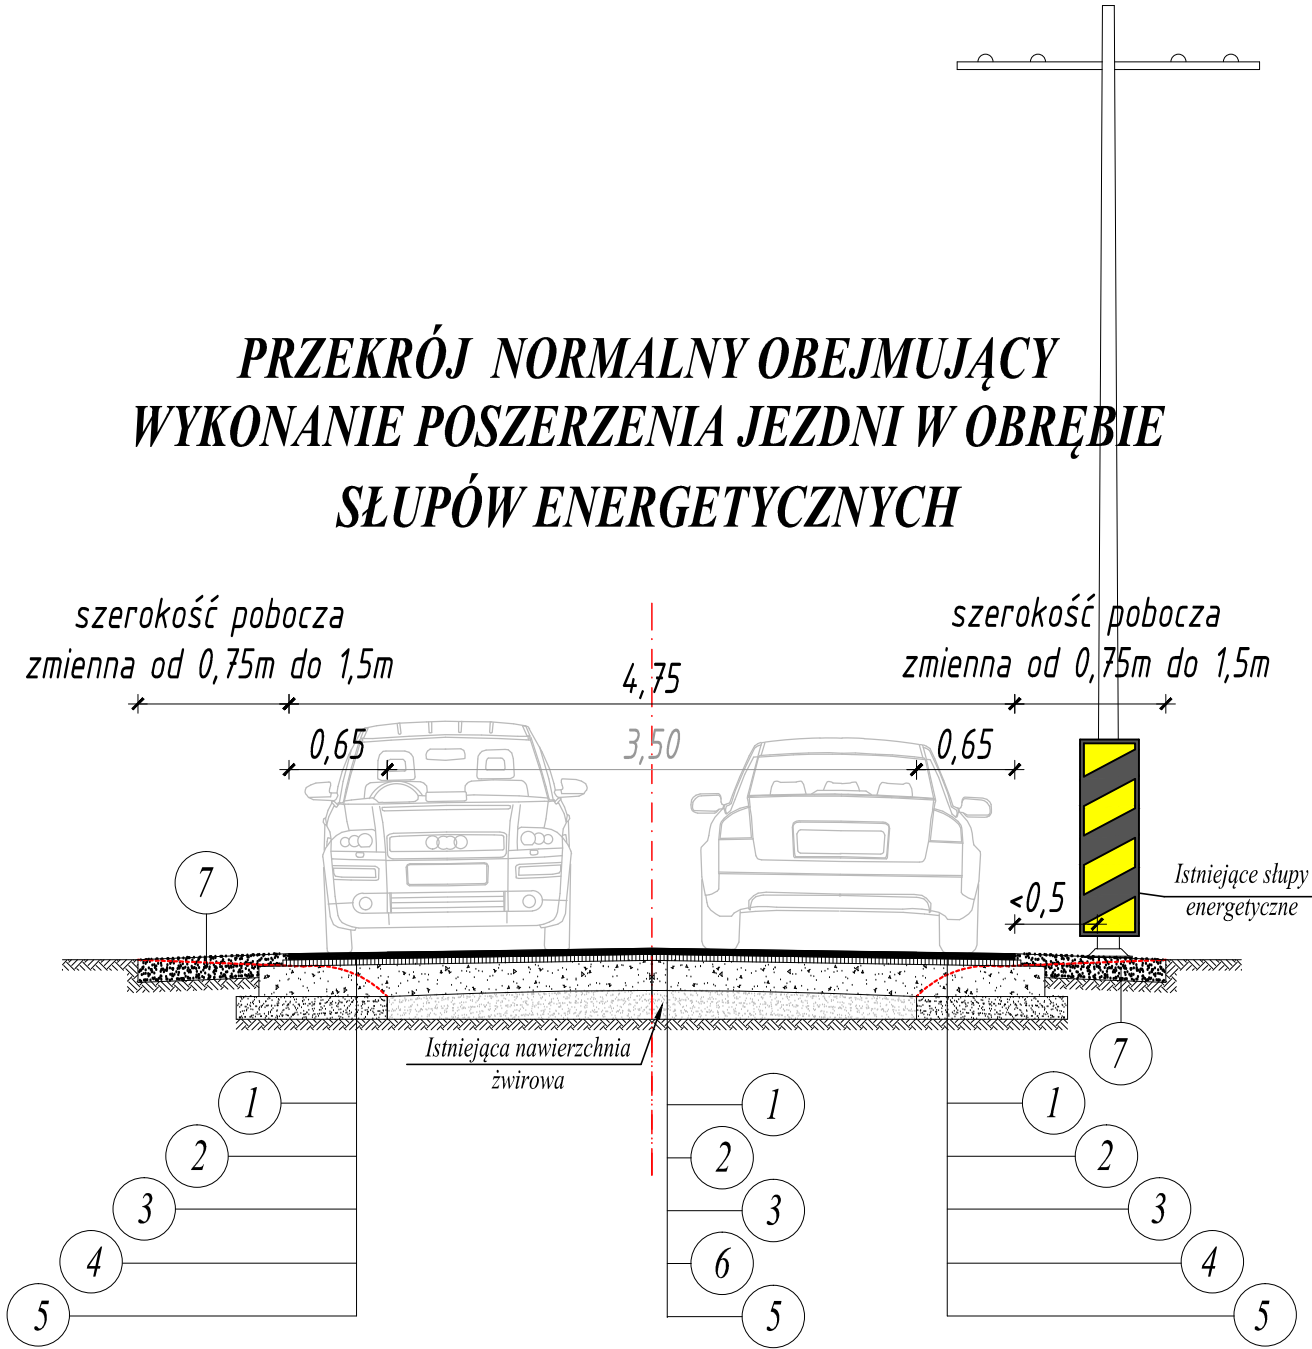 PRZEKRÓJ NORMALNY OBEJMUJĄCY
WYKONANIE POSZERZENIA JEZDNI W OBRĘBIE
SŁUPÓW ENERGETYCZNYCH
szerokość pobocza
zmienna od 0,75m do 1,5m
4,75
szerokość pobocza
zmienna od 0,75m do 1,5m
0,65
3,50
0,65
7
<0,5
Istniejące słupy
energetyczne
Istniejąca nawierzchnia
żwirowa
7
1
2
3
4
5
1
2
3
6
5
1
2
3
4
5